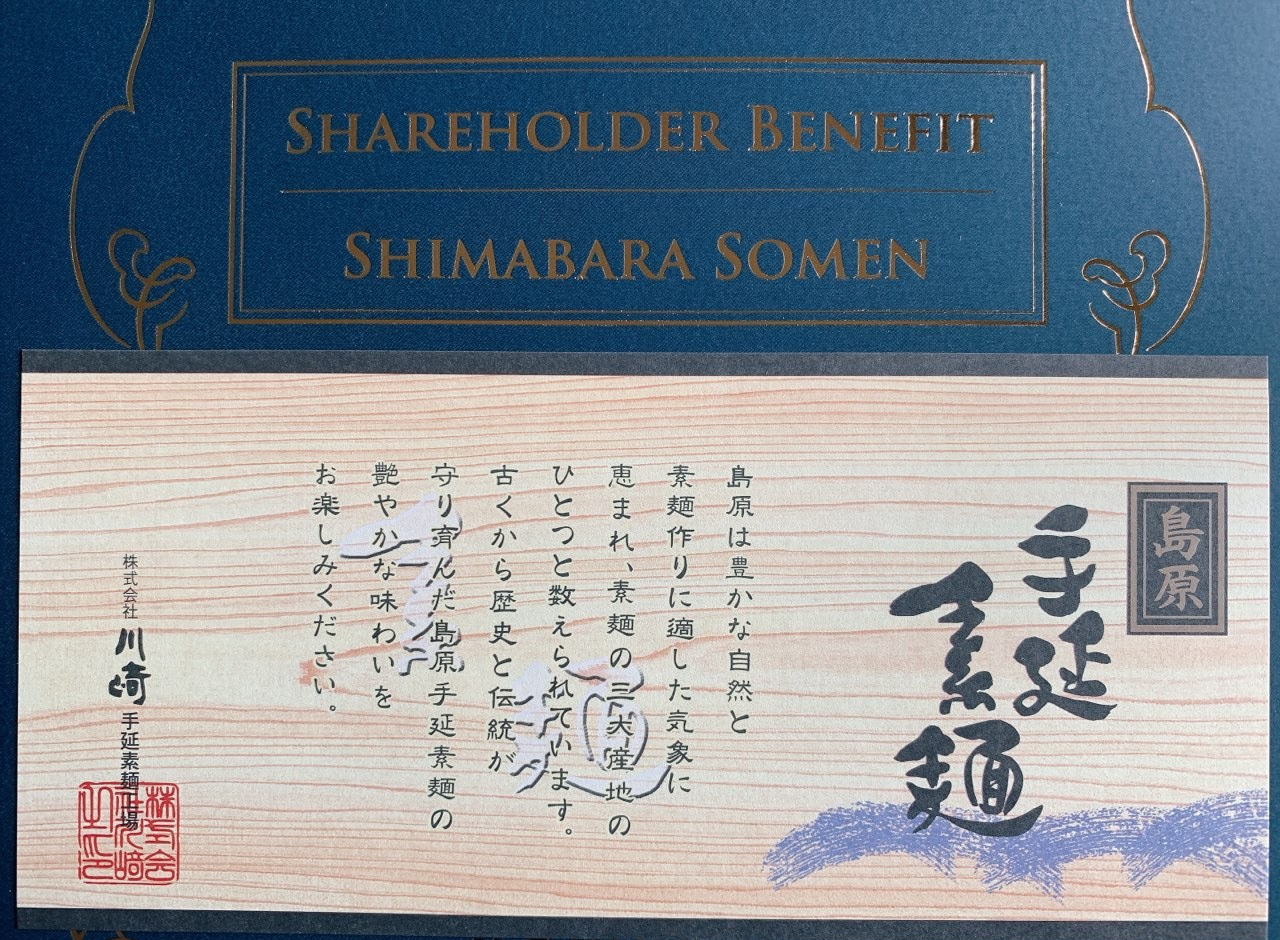 SHAREHOLDER BENEFIT
SHIMABARA SOMEN
島原
手延
素麺
島原は豊かな自然と
素麺作りに適した気象に
恵まれ、素麺の三大産地の
ひとつと数えられています。
古くから歴史と伝統が
守り育んだ島原手延素麺の
艶やかな味わいを
お楽しみください。
株式会社 川崎 手延素麺工場